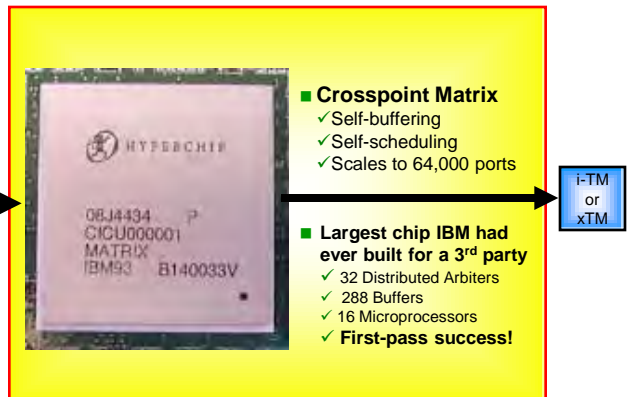 HYPERCHIP
08J4434 P
CICU000001
MATRIX
IBM93 B140033V
■ Crosspoint Matrix
✓Self-buffering
✓Self-scheduling
✓Scales to 64,000 ports
■ Largest chip IBM had
ever built for a 3rd party
✓ 32 Distributed Arbiters
✓ 288 Buffers
✓ 16 Microprocessors
✓ First-pass success!
i-TM
or
xTM